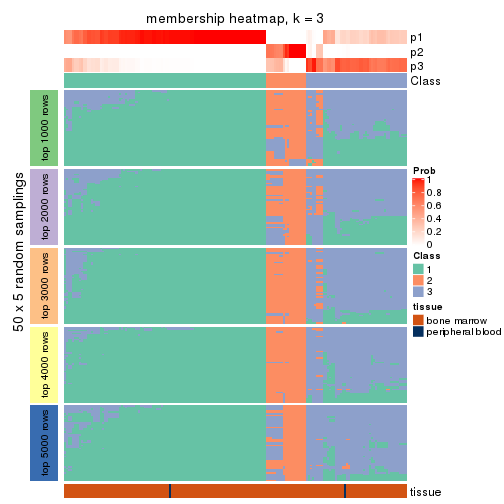 membership heatmap, k = 3
p1
p2
p3
Class
50 x 5 random samplings
top 1000 rows
top 2000 rows
top 3000 rows
top 4000 rows
top 5000 rows
Prob
1
0.8
0.6
0.4
0.2
0
Class
1
2
3
tissue
bone marrow
peripheral blood
tissue